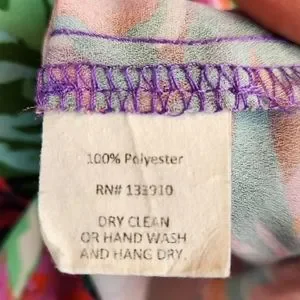 100% Polyester
RN# 133910
DRY CLEAN
OR HAND WASH
AND HANG DRY.